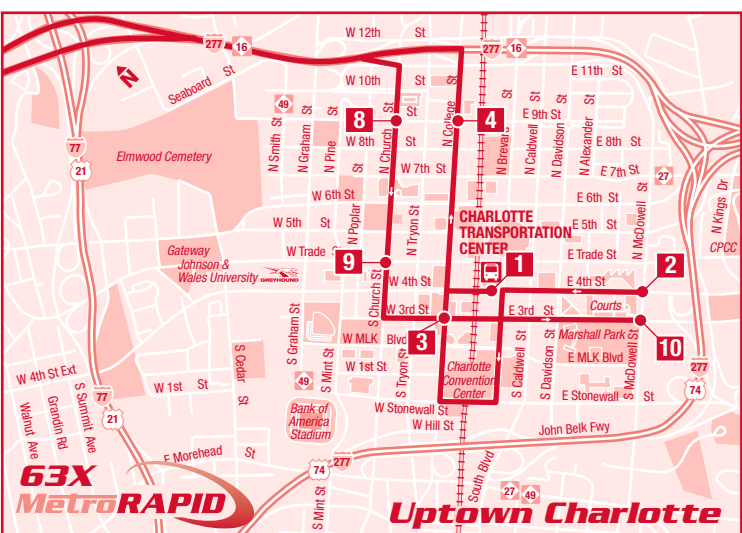 W 12th St
277 16
277 16
N
Seaboard St
W 10th St
E 11th St
49
N Smith St
N Graham St
N Pine St
8
N Church St
N College St
4
E 9th St
N Brevard
N Caldwell St
N Davidson St
N Alexander St
77
21
Elmwood Cemetery
W 8th St
E 8th St
W 7th St
E 7th St
27
W 6th St
E 6th St
W 5th St
N Poplar
N Tryon St
CHARLOTTE
TRANSPORTATION
CENTER
E 5th St
N McDowell St
N Kings Dr
CPCC
Gateway
Johnson &
Wales University
GREYHOUND
W Trade St
E Trade St
9
W 4th St
1
E 4th St
2
S Church St
W 3rd St
E 3rd St
Courts
3
10
S Graham St
S Mint St
W MLK Blvd
Marshall Park
W 1st St
E MLK Blvd
S Tryon St
Charlotte
Convention
Center
S Caldwell St
S Davidson St
S McDowell St
277
74
W 4th St Ext
Walnut Ave
Grandin Rd
S Summit Ave
77
21
W 1st St
S Cedar St
49
Bank of
America
Stadium
W Stonewall St
E Stonewall St
W Hill St
John Belk Fwy
E Morehead St
74 277
S Mint St
South Blvd
27 49
63X
MetroRAPID
Uptown Charlotte